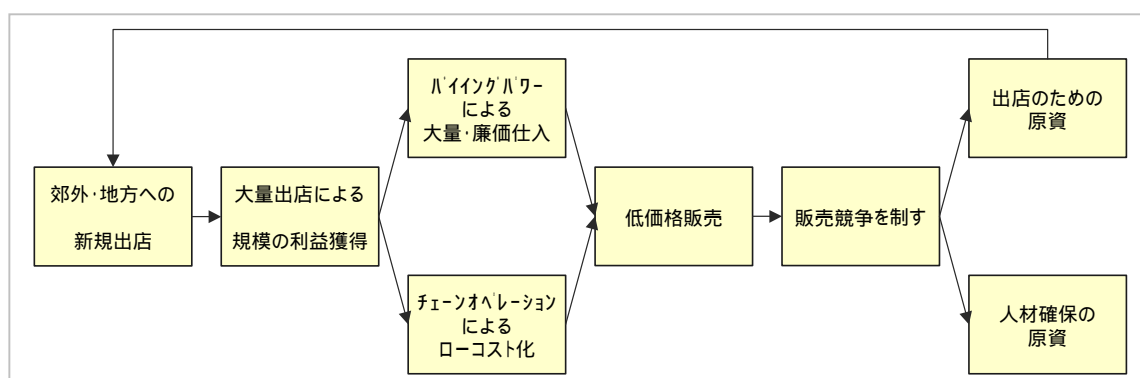 郊外･地方への
新規出店
大量出店による
規模の利益獲得
ﾊﾞｲｲﾝｸﾞﾊﾟﾜｰ
による
大量･廉価仕入
ﾁｪｰﾝｵﾍﾟﾚｰｼｮﾝ
による
ローコスト化
低価格販売
販売競争を制す
出店のための
原資
人材確保の
原資